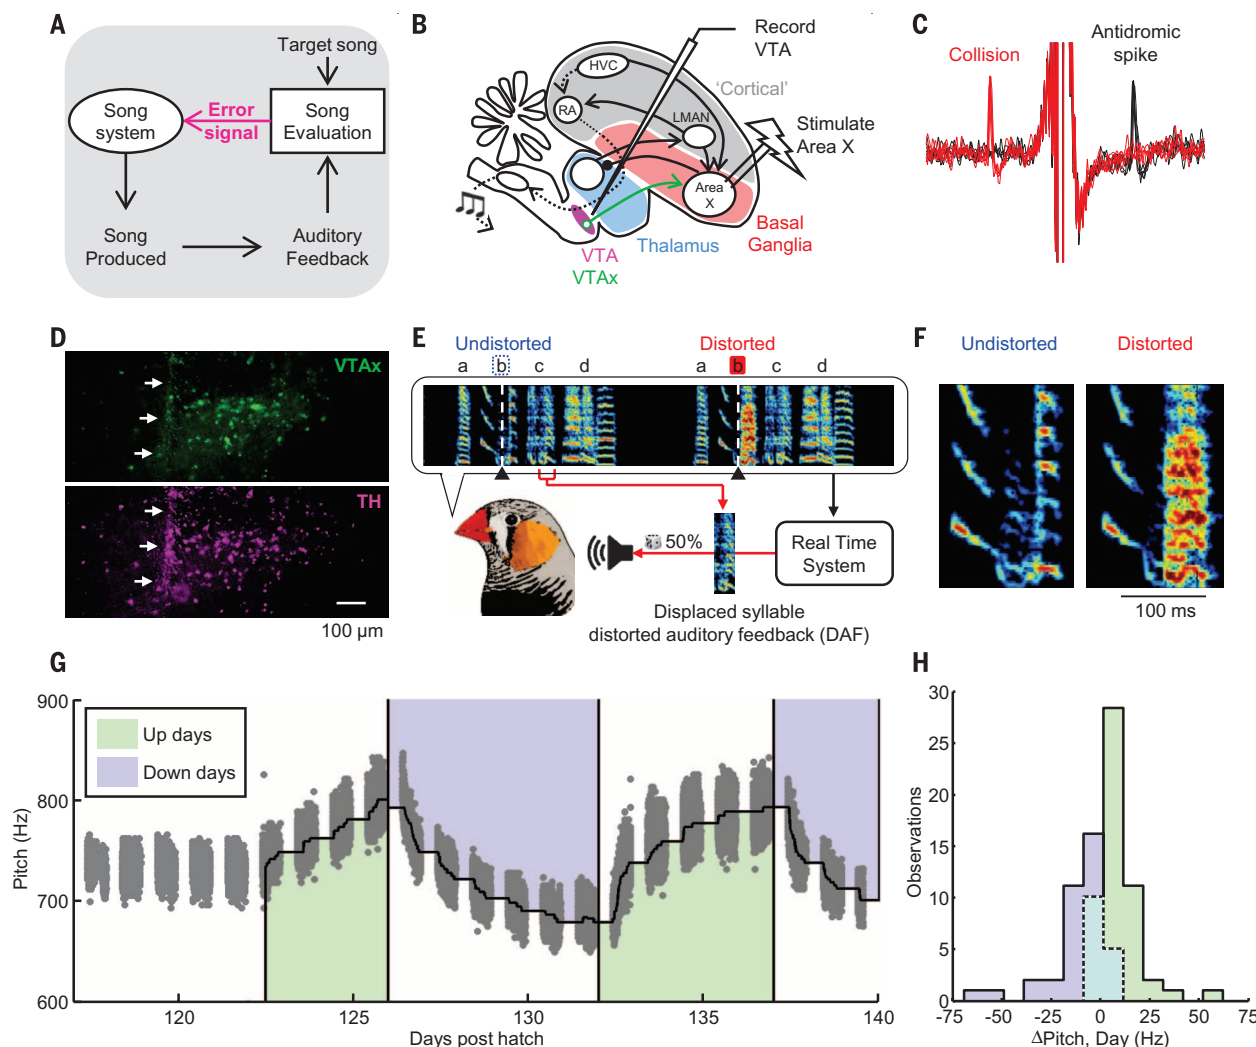 A
Target song
Song
system
Error
signal
Song
Evaluation
Song
Produced
Auditory
Feedback
B
Record
VTA
HVC
'Cortical'
RA
LMAN
Stimulate
Area X
Area
X
Basal
Ganglia
Thalamus
VTA
VTAx
C
Collision
Antidromic
spike
D
VTAx
TH
100 µm
E
Undistorted
Distorted
a b c d
a b c d
50%
Real Time
System
Displaced syllable
distorted auditory feedback (DAF)
F
Undistorted
Distorted
100 ms
G
900
800
700
600
Pitch (Hz)
Up days
Down days
120 125 130 135 140
Days post hatch
H
30
25
20
15
10
5
0
Observations
-75 -50 -25 0 25 50 75
ΔPitch, Day (Hz)